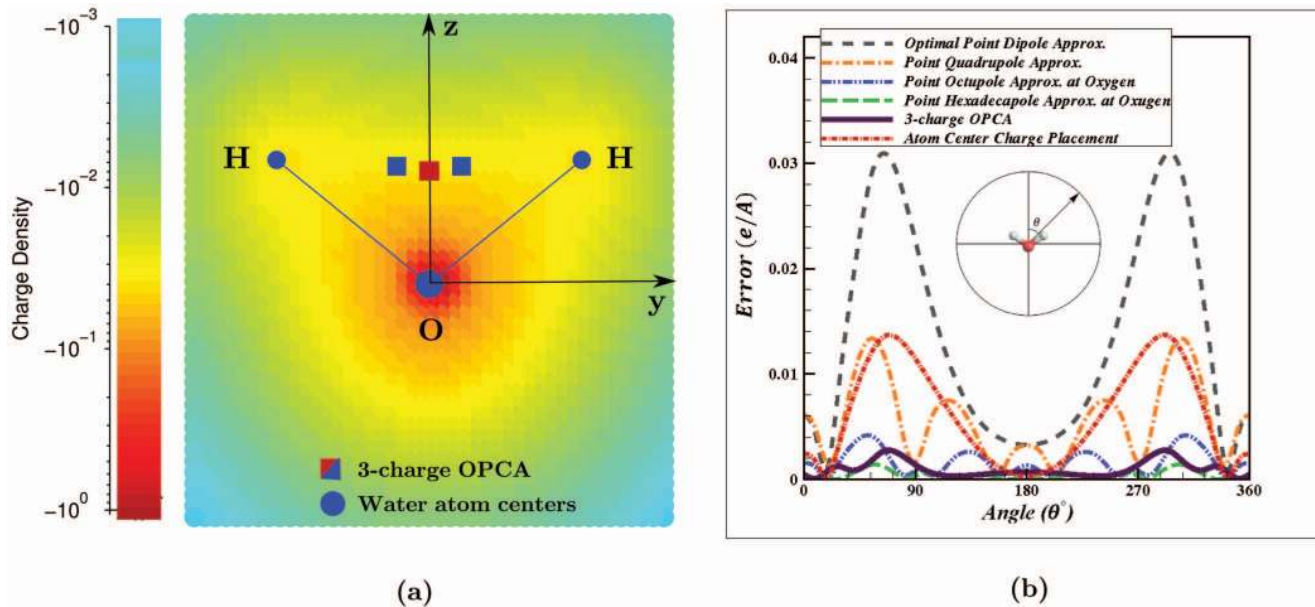 -10^-3
-10^-2
-10^-1
-10^0
Charge Density
z
H
H
O
y
3-charge OPCA
Water atom centers
(a)
Optimal Point Dipole Approx.
Point Quadrupole Approx.
Point Octupole Approx. at Oxygen
Point Hexadecapole Approx. at Oxugen
3-charge OPCA
Atom Center Charge Placement
0.04
0.03
0.02
0.01
0
Error (e/A)
θ
0 90 180 270 360
Angle (θ°)
(b)